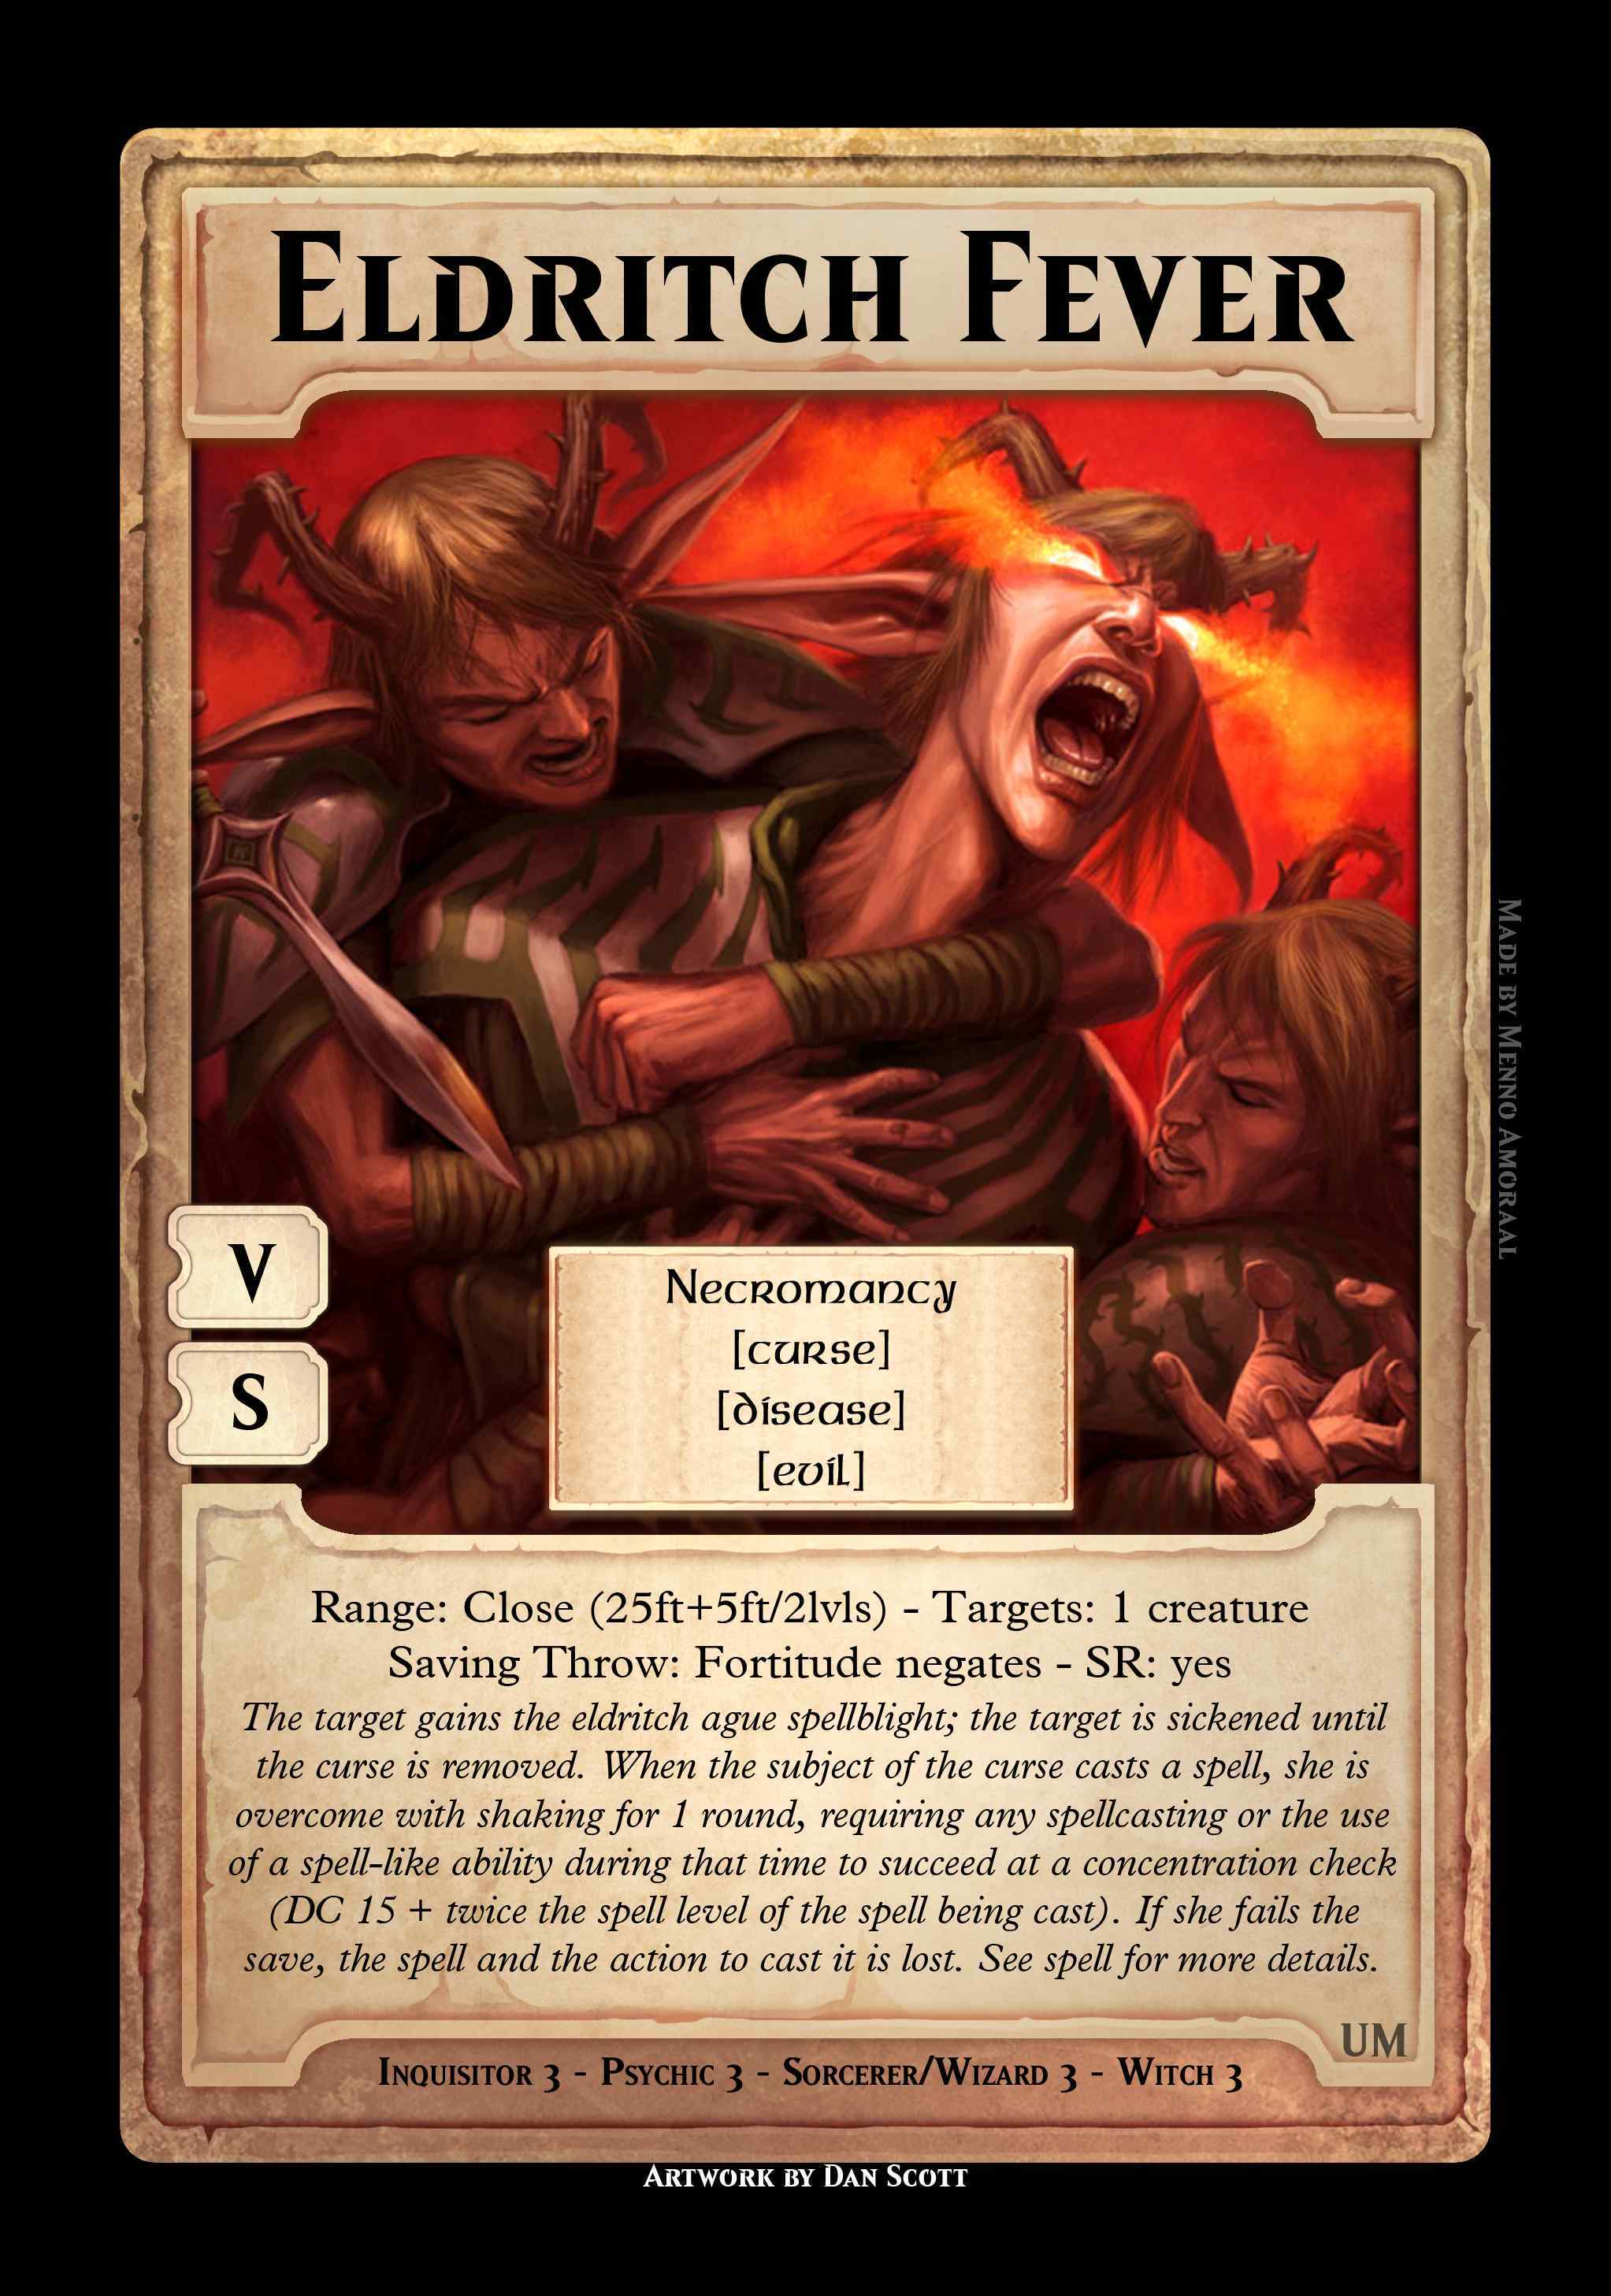 Eldritch Fever
V
S
Necromancy
[curse]
[disease]
[evil]
Range: Close (25ft+5ft/2lvls) - Targets: 1 creature
Saving Throw: Fortitude negates - SR: yes
The target gains the eldritch ague spellblight; the target is sickened until
the curse is removed. When the subject of the curse casts a spell, she is
overcome with shaking for 1 round, requiring any spellcasting or the use
of a spell-like ability during that time to succeed at a concentration check
(DC 15 + twice the spell level of the spell being cast). If she fails the
save, the spell and the action to cast it is lost. See spell for more details.
UM
Inquisitor 3 - Psychic 3 - Sorcerer/Wizard 3 - Witch 3
Artwork by Dan Scott
Made by Menno Amoraal